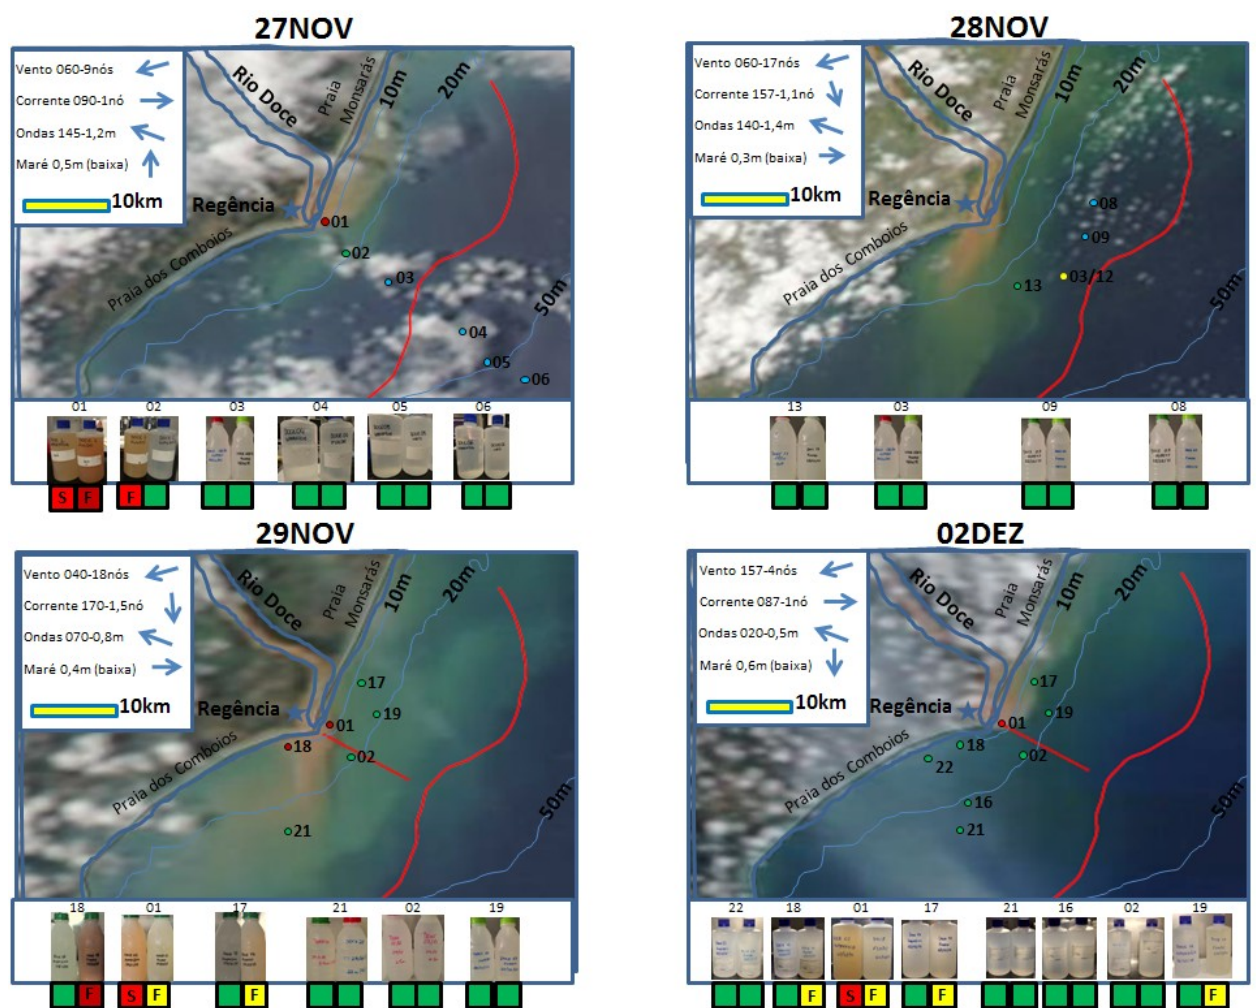 27NOV
Vento 060-9nós
Corrente 090-1nó
Ondas 145-1,2m
Maré 0,5m (baixa)
10km
Rio Doce
Praia
Monsarás
10m
20m
Regência
Praia dos Comboios
01
02
03
04
05
06
50m
01 02 03 04 05 06
S F F
28NOV
Vento 060-17nós
Corrente 157-1,1nó
Ondas 140-1,4m
Maré 0,3m (baixa)
10km
Rio Doce
Praia
Monsarás
10m
20m
Regência
Praia dos Comboios
08
09
03/12
13
50m
13 03 09 08
29NOV
Vento 040-18nós
Corrente 170-1,5nó
Ondas 070-0,8m
Maré 0,4m (baixa)
10km
Rio Doce
Praia
Monsarás
10m
20m
Regência
Praia dos Comboios
17
19
01
18
02
21
50m
18 01 17 21 02 19
F S F F
02DEZ
Vento 157-4nós
Corrente 087-1nó
Ondas 020-0,5m
Maré 0,6m (baixa)
10km
Rio Doce
Praia
Monsarás
10m
20m
Regência
Praia dos Comboios
17
19
01
18
02
22
16
21
50m
22 18 01 17 21 16 02 19
F S F F F